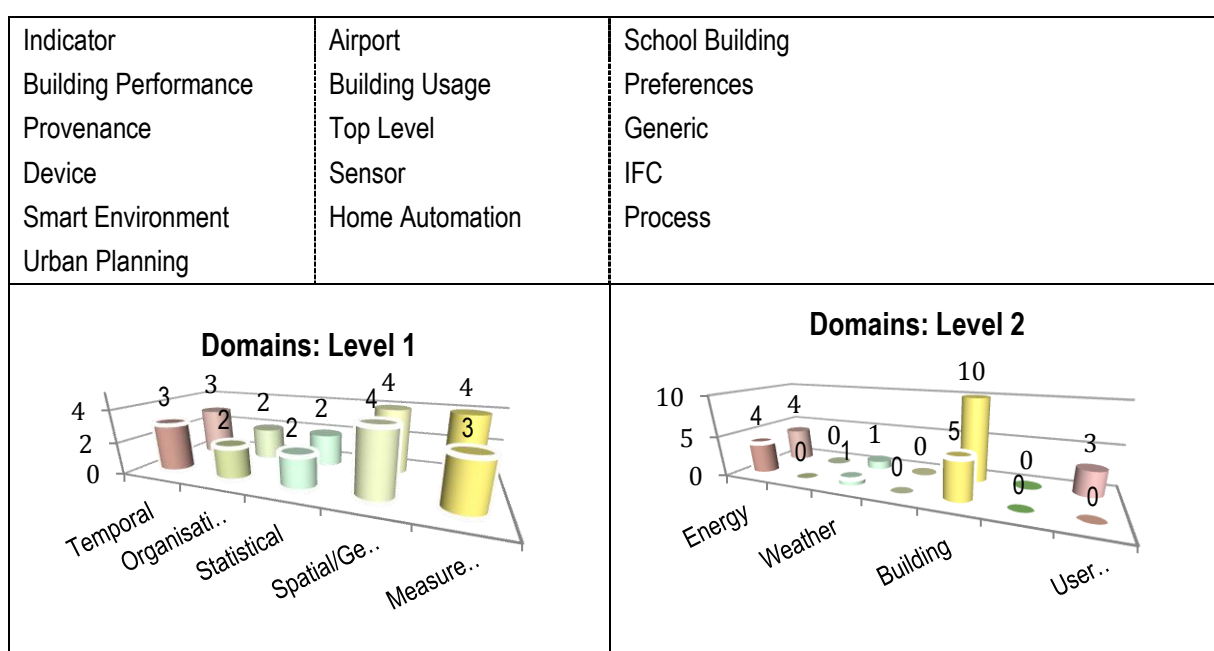 Indicator Airport School Building
Building Performance Building Usage Preferences
Provenance Top Level Generic
Device Sensor IFC
Smart Environment Home Automation Process
Urban Planning
Domains: Level 1
3 3 2 2 4 4
2 2 4 3
4
2
0
Temporal
Organisati..
Statistical
Spatial/Ge..
Measure..
Domains: Level 2
10
4 4 0 1 0 5 0 3
0 1 0 0 0
10
5
0
Energy
Weather
Building
User..